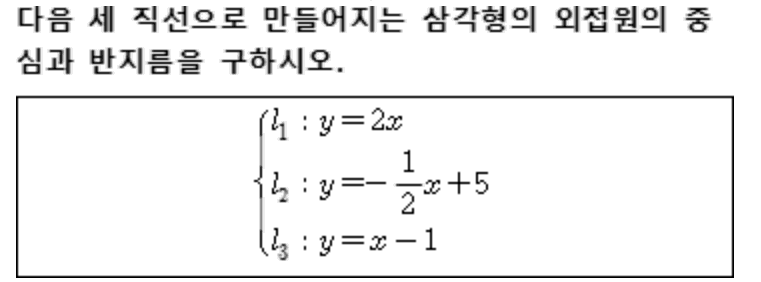 다음 세 직선으로 만들어지는 삼각형의 외접원의 중
심과 반지름을 구하시오.
l₁ : y=2x
l₂ : y=-1/2x+5
l₃ : y=x-1